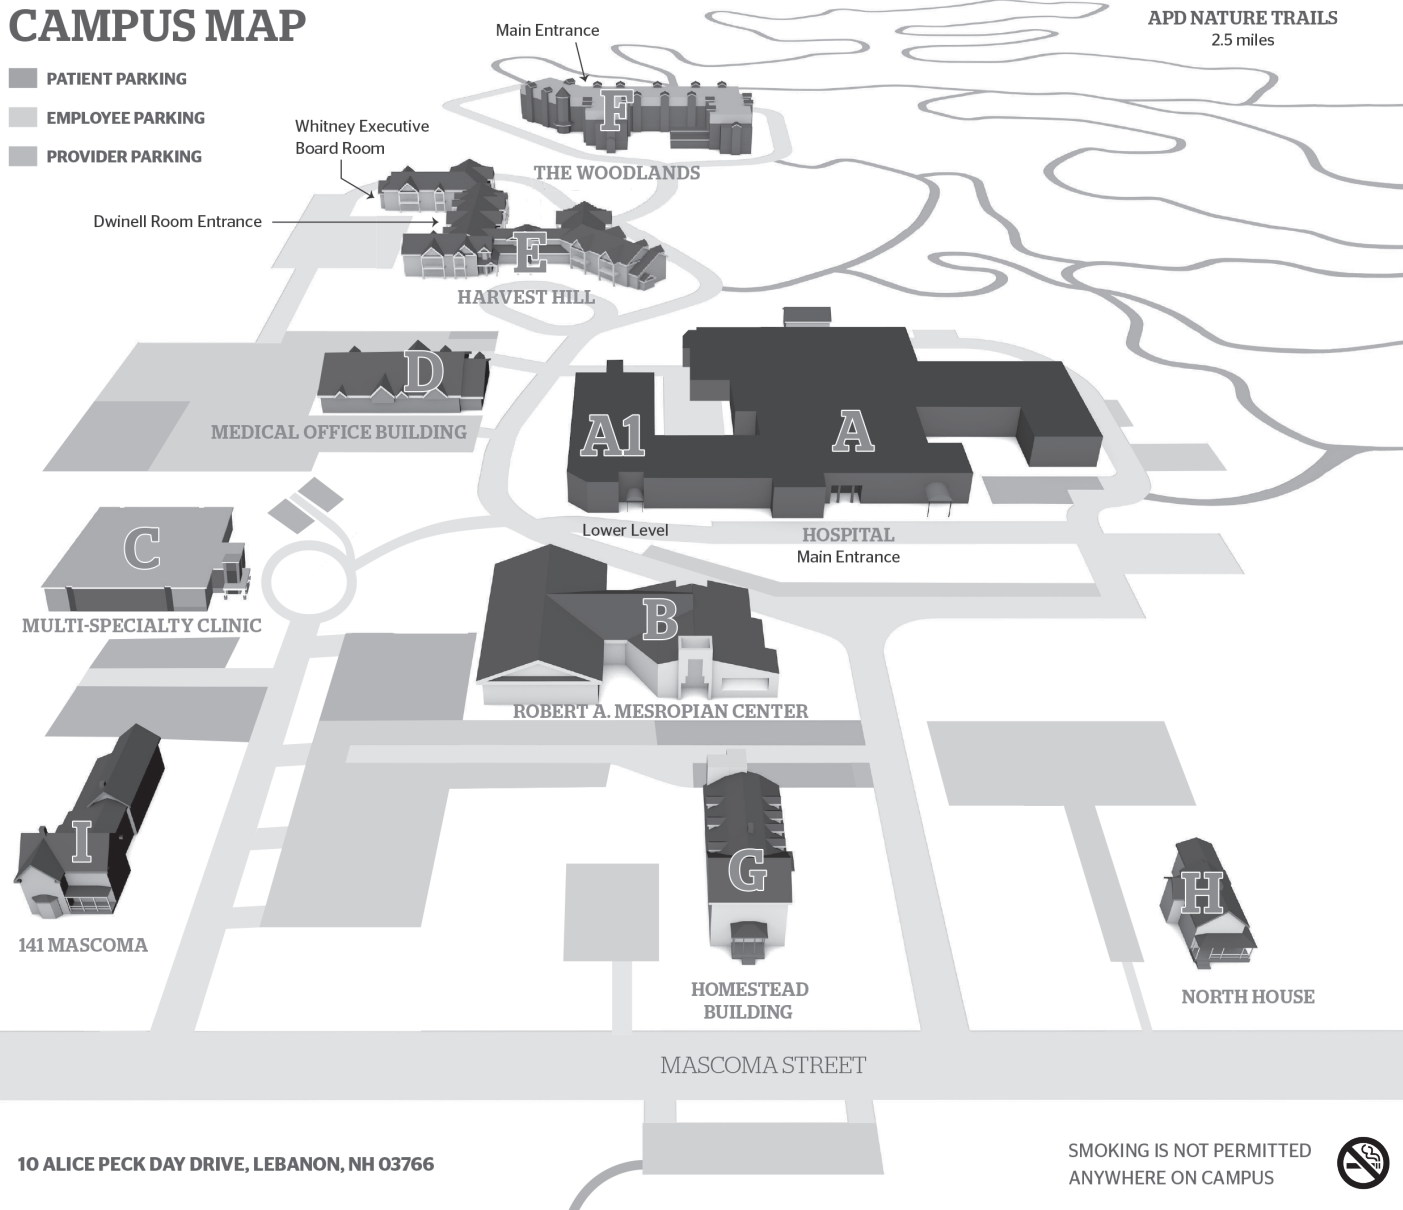 CAMPUS MAP
PATIENT PARKING
EMPLOYEE PARKING
PROVIDER PARKING
APD NATURE TRAILS
2.5 miles
Main Entrance
F
THE WOODLANDS
Whitney Executive
Board Room
Dwinell Room Entrance
E
HARVEST HILL
D
MEDICAL OFFICE BUILDING
A1
A
Lower Level
HOSPITAL
Main Entrance
C
MULTI-SPECIALTY CLINIC
B
ROBERT A. MESROPIAN CENTER
I
141 MASCOMA
G
HOMESTEAD
BUILDING
H
NORTH HOUSE
MASCOMA STREET
10 ALICE PECK DAY DRIVE, LEBANON, NH 03766
SMOKING IS NOT PERMITTED
ANYWHERE ON CAMPUS